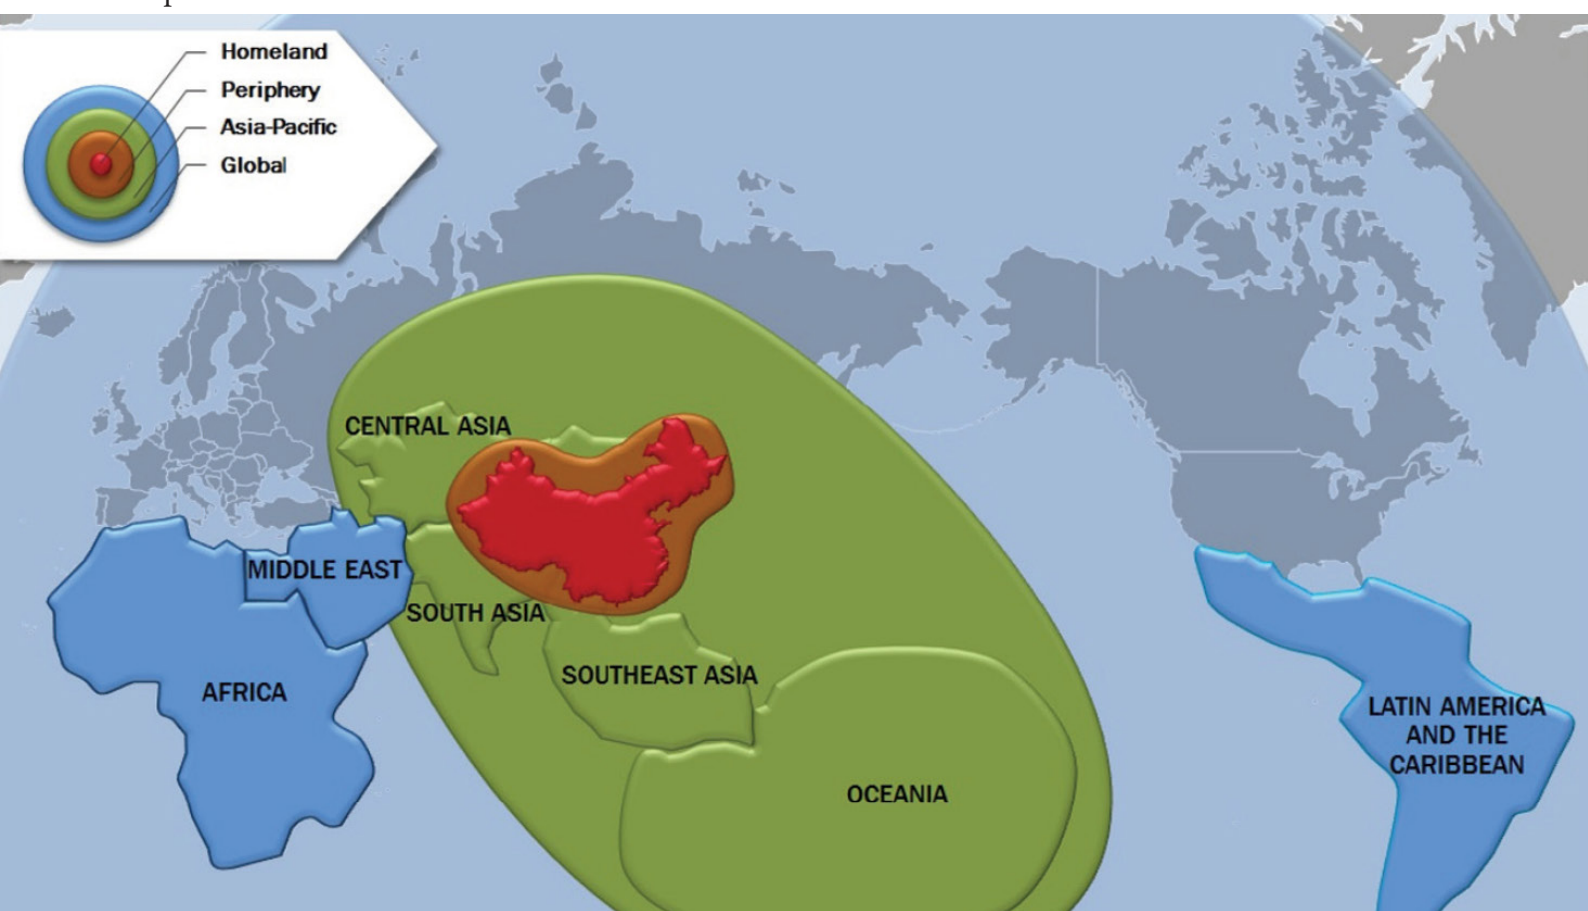 Homeland
Periphery
Asia-Pacific
Global
CENTRAL ASIA
MIDDLE EAST
SOUTH ASIA
SOUTHEAST ASIA
AFRICA
LATIN AMERICA
AND THE
CARIBBEAN
OCEANIA